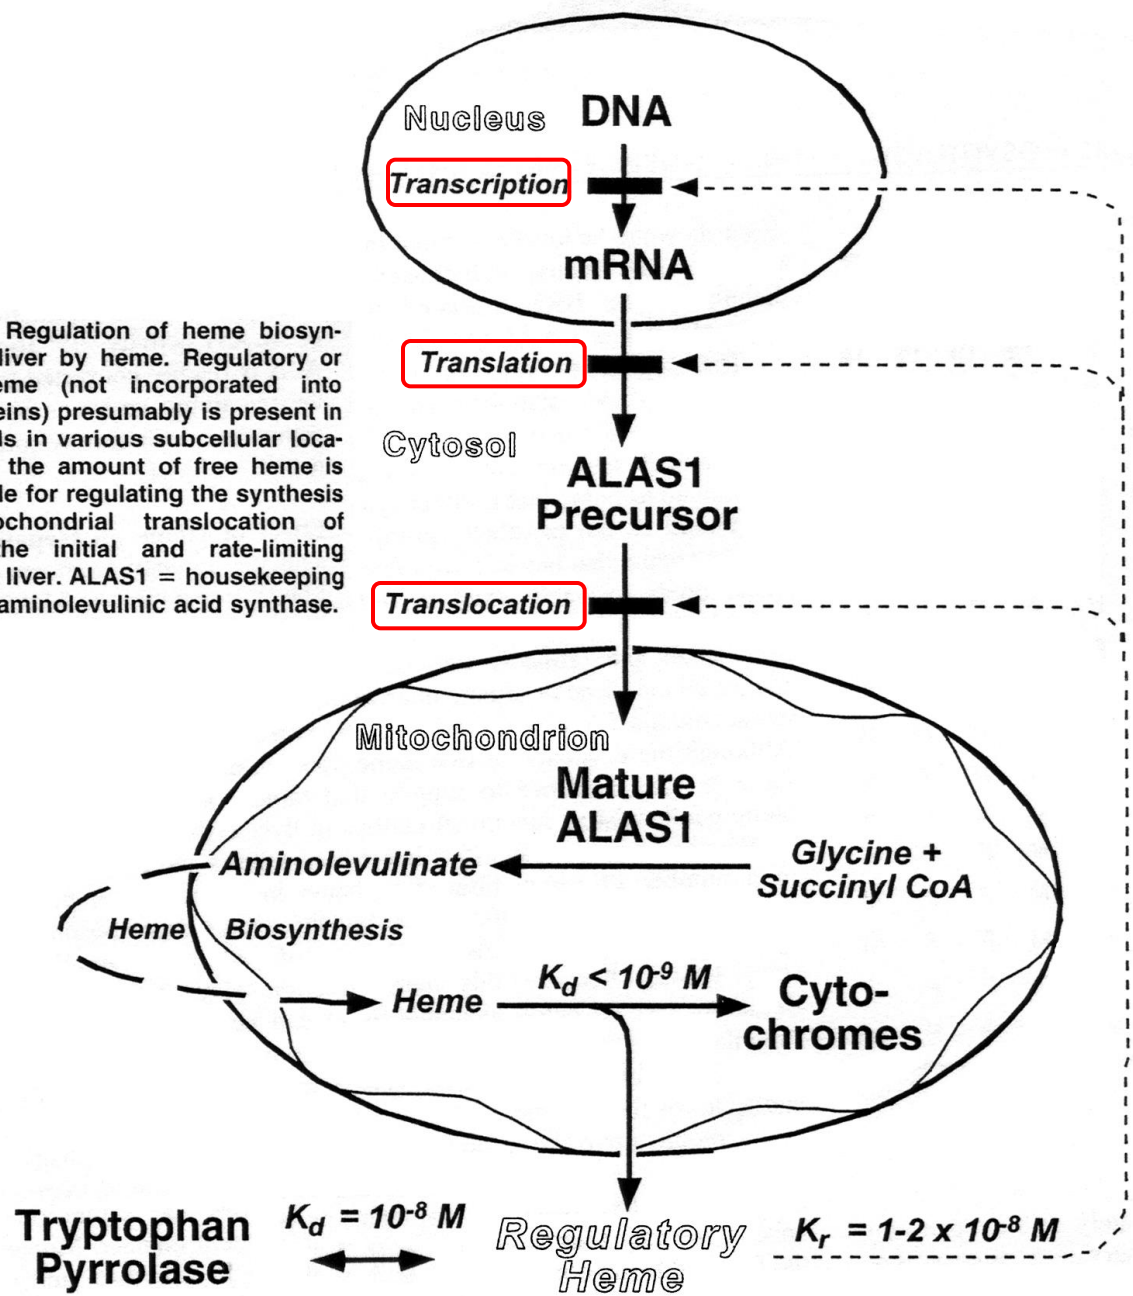 Nucleus
DNA
Transcription
mRNA
Regulation of heme biosyn-
liver by heme. Regulatory or
eme (not incorporated into
eins) presumably is present in
ls in various subcellular loca-
the amount of free heme is
le for regulating the synthesis
ochondrial translocation of
the initial and rate-limiting
liver. ALAS1 = housekeeping
aminolevulinic acid synthase.
Translation
Cytosol
ALAS1
Precursor
Translocation
Mitochondrion
Mature
ALAS1
Glycine +
Succinyl CoA
Aminolevulinate
Heme Biosynthesis
Heme
Kd < 10-9 M
Cyto-
chromes
Tryptophan
Pyrrolase
Kd = 10-8 M
Regulatory
Heme
Kr = 1-2 x 10-8 M